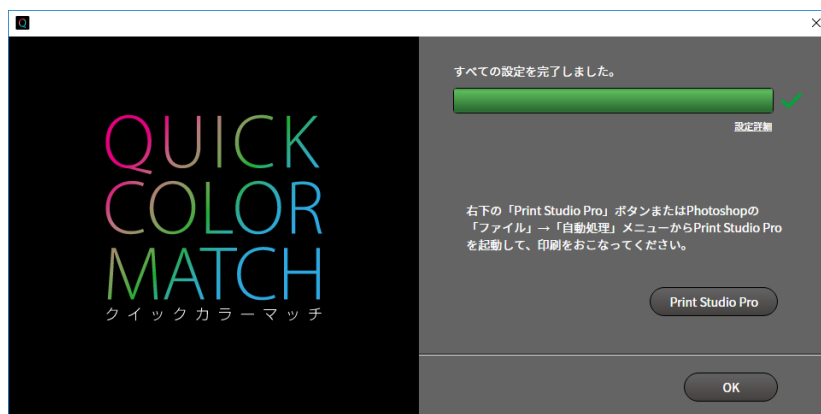 Q
QUICK
COLOR
MATCH
クイックカラーマッチ
すべての設定を完了しました。
設定詳細
右下の「Print Studio Pro」ボタンまたはPhotoshopの
「ファイル」→「自動処理」メニューからPrint Studio Pro
を起動して、印刷をおこなってください。
Print Studio Pro
OK